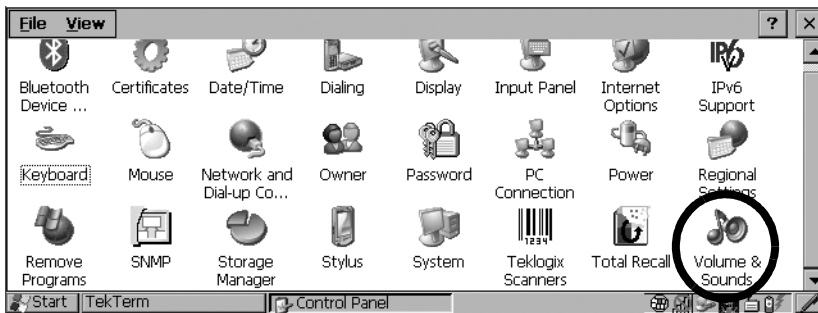 File View ? ×
Bluetooth Device ... Certificates Date/Time Dialing Display Input Panel Internet Options IPv6 Support
Keyboard Mouse Network and Dial-up Co... Owner Password PC Connection Power Regional Settings
Remove Programs SNMP Storage Manager Stylus System 1234 Teklogix Scanners Total Recall Volume & Sounds
Start TekTerm Control Panel